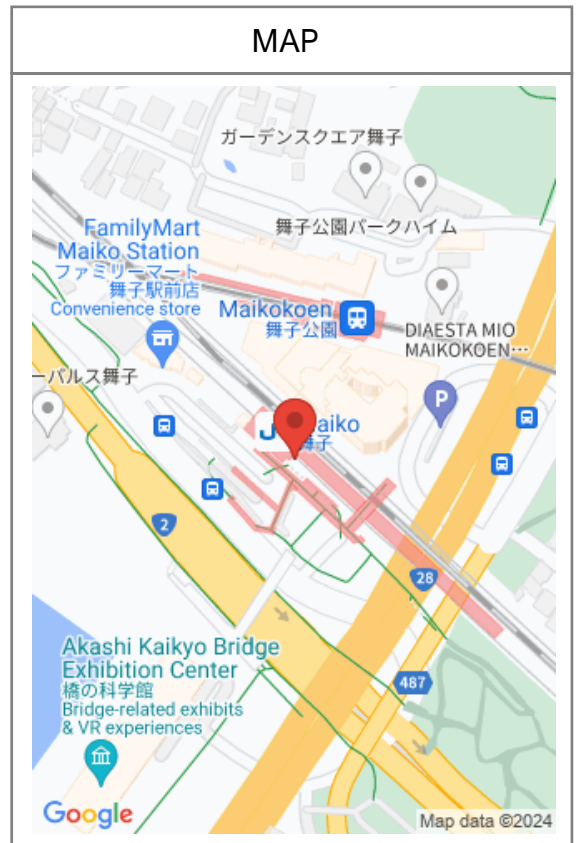 MAP
ガーデンスクエア舞子
舞子公園パークハイム
FamilyMart
Maiko Station
ファミリーマート
舞子駅前店
Convenience store
Maikokoen
舞子公園
DIAESTA MIO
MAIKOKOEN…
ーパルス舞子
P
J
aiko
舞子
2
28
487
Akashi Kaikyo Bridge
Exhibition Center
橋の科学館
Bridge-related exhibits
& VR experiences
Google
Map data ©2024